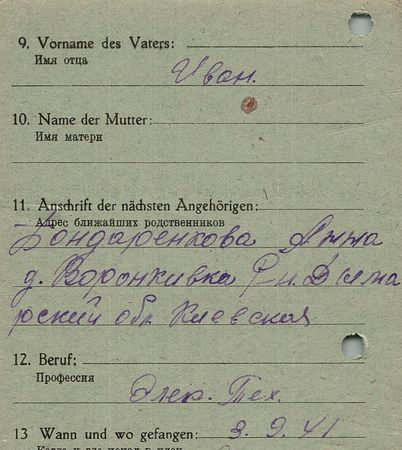 9. Vorname des Vaters:
Имя отца
Иван.
10. Name der Mutter:
Имя матери
11. Anschrift der nächsten Angehörigen:
Адрес ближайших родственников
Бондаренкова Анна
д. Воронкивка Р-н. Дыма
рский обл. Киевская
12. Beruf:
Профессия
Элек. Тех.
13 Wann und wo gefangen: 3.9.41